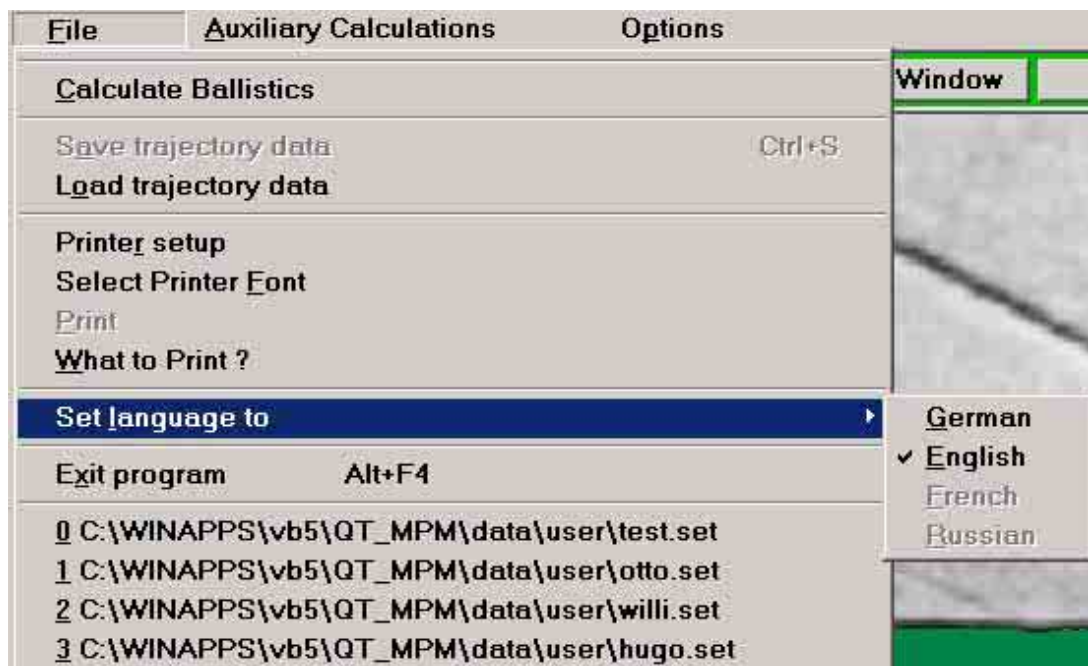 File Auxiliary Calculations Options
Window
Calculate Ballistics
Save trajectory data Ctrl+S
Load trajectory data
Printer setup
Select Printer Font
Print
What to Print ?
Set language to
German
English
French
Russian
Exit program Alt+F4
0 C:\WINAPPS\vb5\QT_MPM\data\user\test.set
1 C:\WINAPPS\vb5\QT_MPM\data\user\otto.set
2 C:\WINAPPS\vb5\QT_MPM\data\user\willi.set
3 C:\WINAPPS\vb5\QT_MPM\data\user\hugo.set